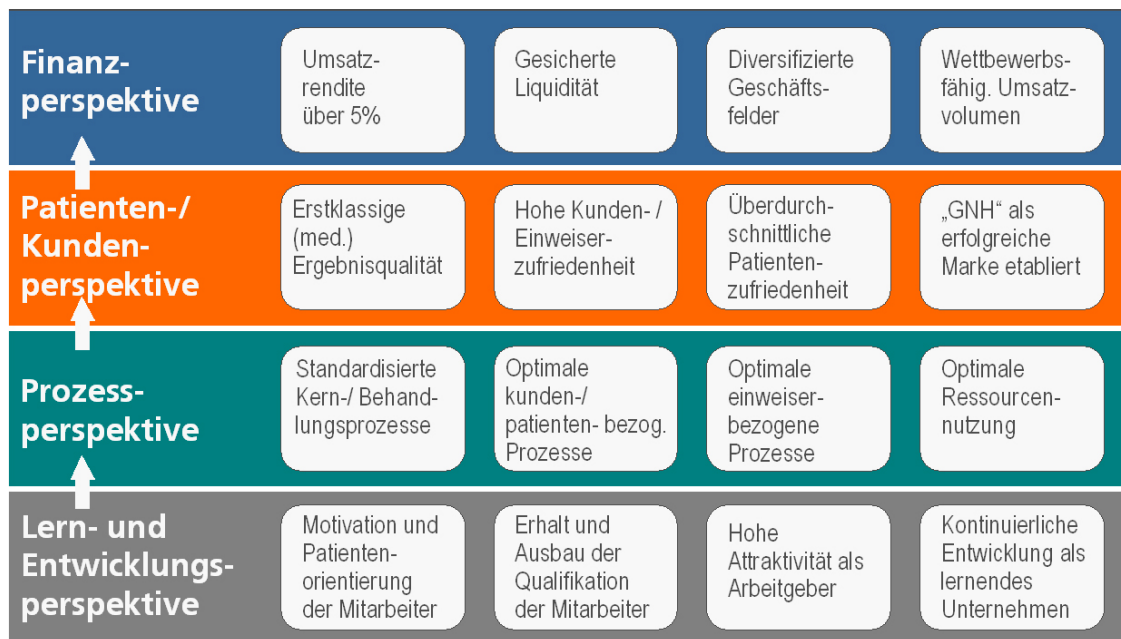 Finanz-
perspektive
Umsatz-
rendite
über 5%
Gesicherte
Liquidität
Diversifizierte
Geschäfts-
felder
Wettbewerbs-
fähig. Umsatz-
volumen
Patienten-/
Kunden-
perspektive
Erstklassige
(med.)
Ergebnisqualität
Hohe Kunden- /
Einweiser-
zufriedenheit
Überdurch-
schnittliche
Patienten-
zufriedenheit
„GNH“ als
erfolgreiche
Marke etabliert
Prozess-
perspektive
Standardisierte
Kern-/ Behand-
lungsprozesse
Optimale
kunden-/
patienten- bezog.
Prozesse
Optimale
einweiser-
bezogene
Prozesse
Optimale
Ressourcen-
nutzung
Lern- und
Entwicklungs-
perspektive
Motivation und
Patienten-
orientierung
der Mitarbeiter
Erhalt und
Ausbau der
Qualifikation
der Mitarbeiter
Hohe
Attraktivität als
Arbeitgeber
Kontinuierliche
Entwicklung als
lernendes
Unternehmen